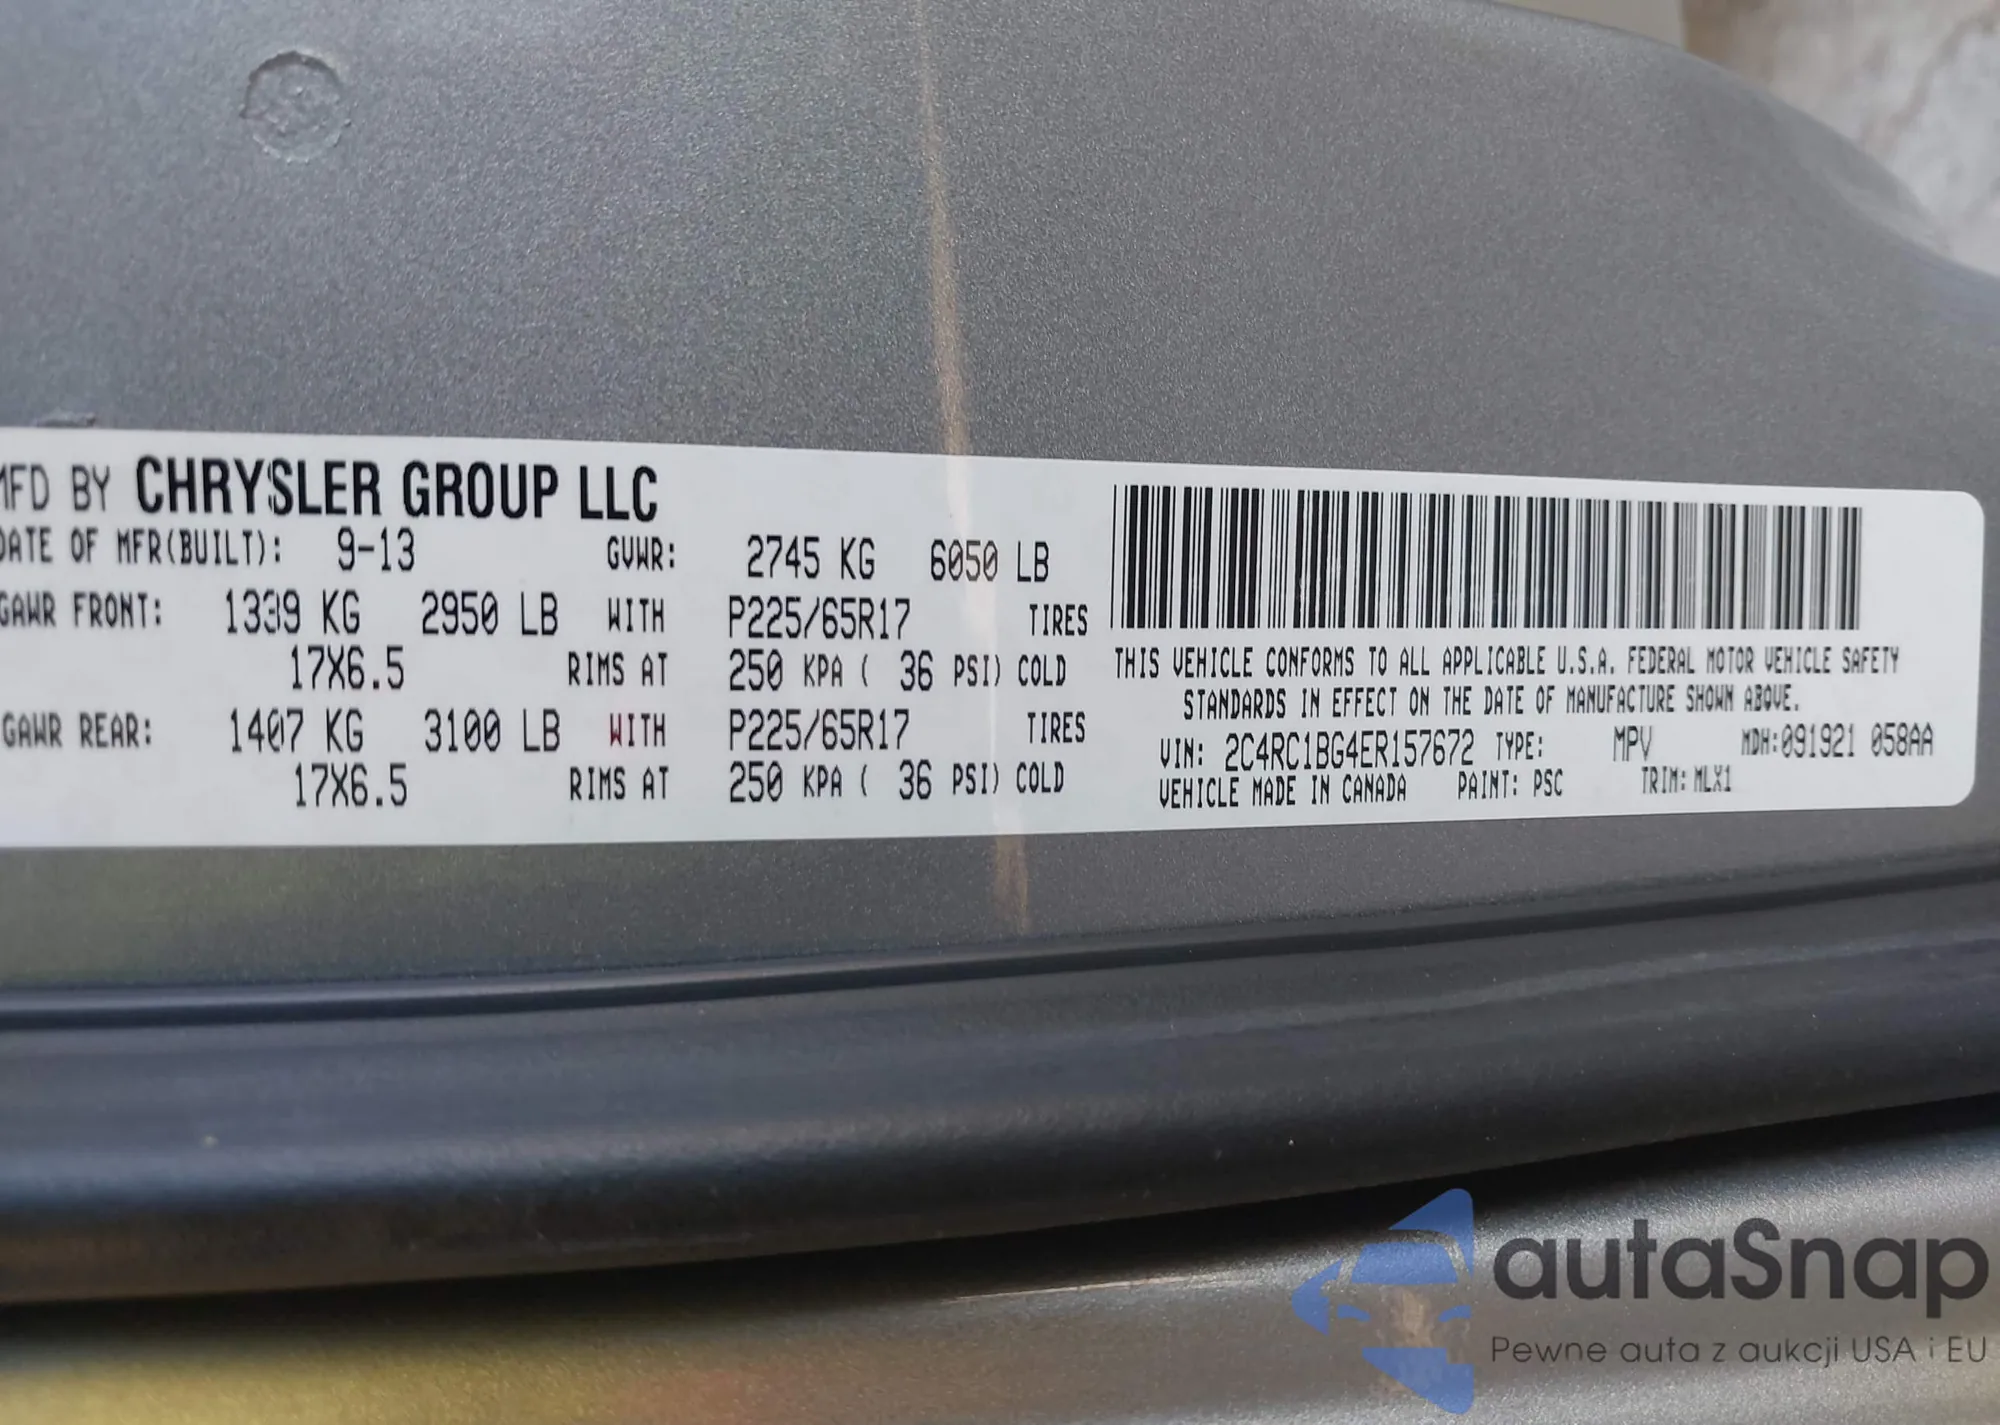 MFD BY CHRYSLER GROUP LLC
DATE OF MFR(BUILT): 9-13 GVWR: 2745 KG 6050 LB
GAWR FRONT: 1339 KG 2950 LB WITH P225/65R17 TIRES
17X6.5 RIMS AT 250 KPA ( 36 PSI) COLD
GAWR REAR: 1407 KG 3100 LB WITH P225/65R17 TIRES
17X6.5 RIMS AT 250 KPA ( 36 PSI) COLD
THIS VEHICLE CONFORMS TO ALL APPLICABLE U.S.A. FEDERAL MOTOR VEHICLE SAFETY
STANDARDS IN EFFECT ON THE DATE OF MANUFACTURE SHOWN ABOVE.
VIN: 2C4RC1BG4ER157672 TYPE: MPV MDH:091921 058AA
VEHICLE MADE IN CANADA PAINT: PSC TRIM: MLX1
autaSnap
Pewne auta z aukcji USA i EU